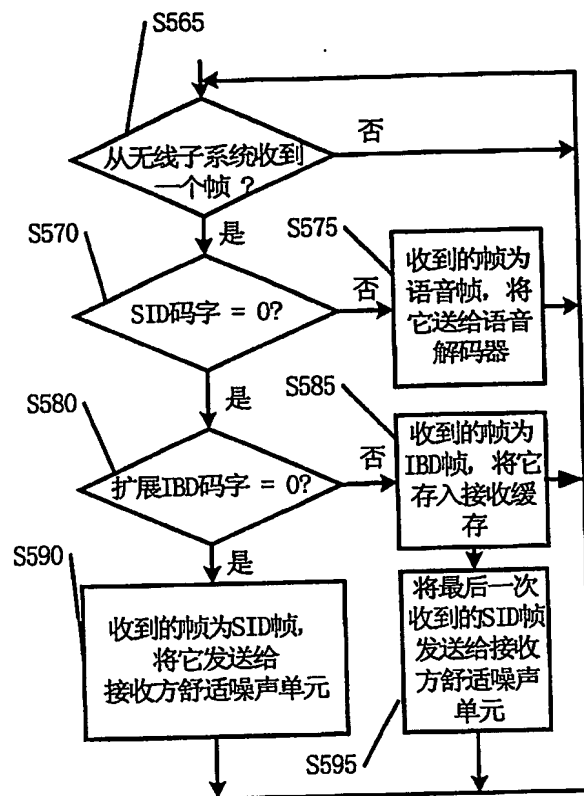 S565
从无线子系统收到
一个帧 ?
否
是
S570
SID码字 = 0?
否
S575
收到的帧为
语音帧, 将
它送给语音
解码器
是
S580
扩展IBD码字 = 0?
否
S585
收到的帧为
IBD帧, 将它
存入接收缓
存
是
S590
收到的帧为SID帧,
将它发送给
接收方舒适噪声单元
将最后一次
收到的SID帧
发送给接收
方舒适噪声
单元
S595